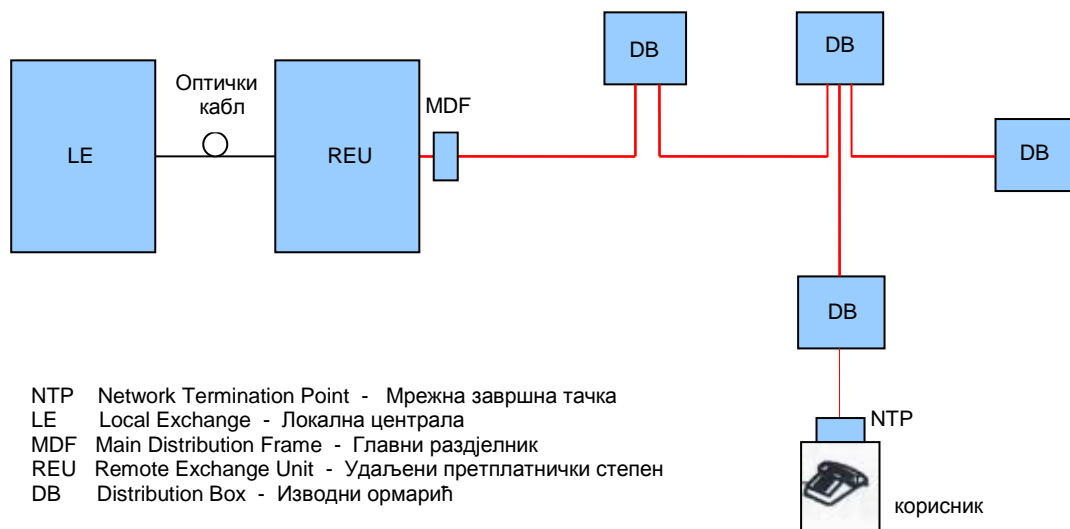 DB
DB
Оптички
кабл
MDF
LE
REU
DB
DB
NTP
NTP Network Termination Point - Мрежна завршна тачка
LE Local Exchange - Локална централа
MDF Main Distribution Frame - Главни раздјелник
REU Remote Exchange Unit - Удаљени претплатнички степен
DB Distribution Box - Изводни ормарић
корисник